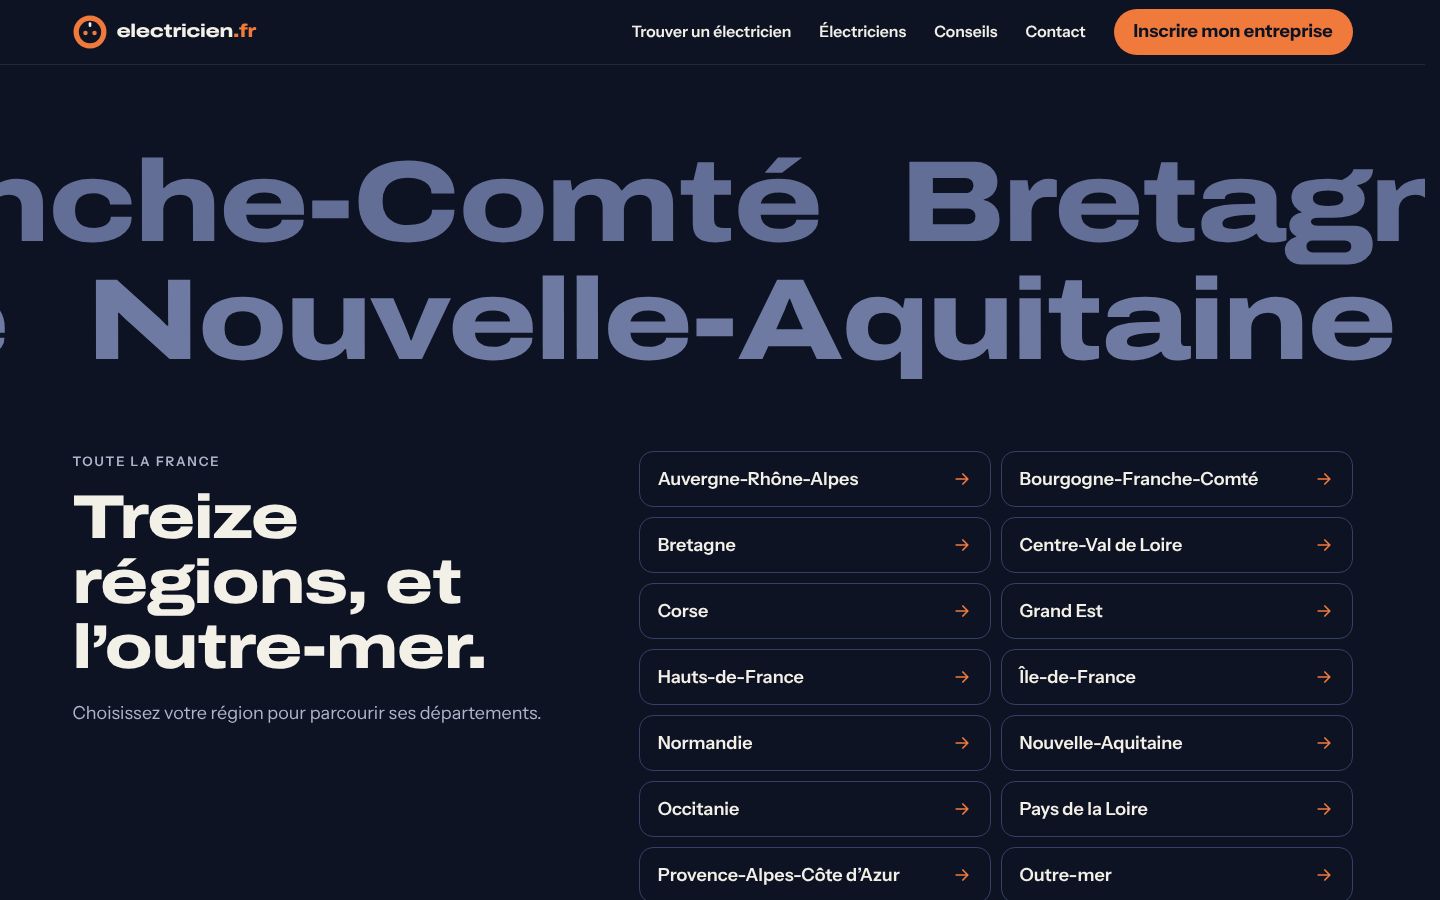 electricien.fr
Trouver un électricien
Électriciens
Conseils
Contact
Inscrire mon entreprise
nche-Comté Bretagn
e Nouvelle-Aquitaine
TOUTE LA FRANCE
Treize
régions, et
l’outre-mer.
Choisissez votre région pour parcourir ses départements.
Auvergne-Rhône-Alpes →
Bourgogne-Franche-Comté →
Bretagne →
Centre-Val de Loire →
Corse →
Grand Est →
Hauts-de-France →
Île-de-France →
Normandie →
Nouvelle-Aquitaine →
Occitanie →
Pays de la Loire →
Provence-Alpes-Côte d’Azur →
Outre-mer →